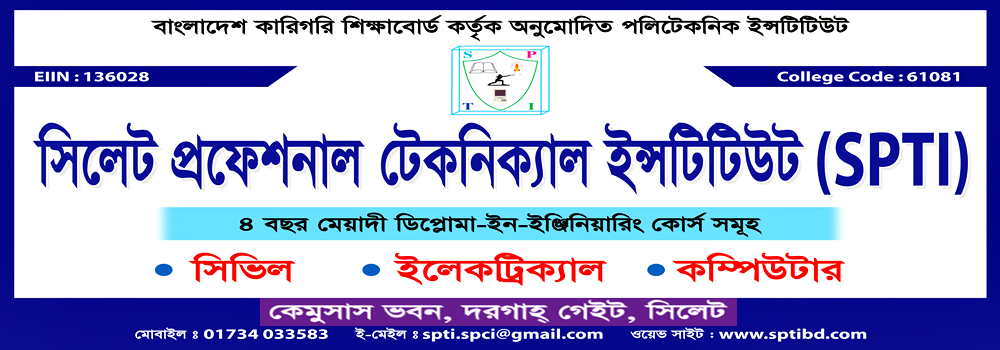 বাংলাদেশ কারিগরি শিক্ষাবোর্ড কর্তৃক অনুমোদিত পলিটেকনিক ইন্সটিটিউট
S P
EIIN : 136028 College Code : 61081
T I
সিলেট প্রফেশনাল টেকনিক্যাল ইন্সটিটিউট (SPTI)
৪ বছর মেয়াদী ডিপ্লোমা-ইন-ইঞ্জিনিয়ারিং কোর্স সমূহ
• সিভিল • ইলেকট্রিক্যাল • কম্পিউটার
কেমুসাস ভবন, দরগাহ্ গেইট, সিলেট
মোবাইল : 01734 033583 ই-মেইল : spti.spci@gmail.com ওয়েভ সাইট : www.sptibd.com